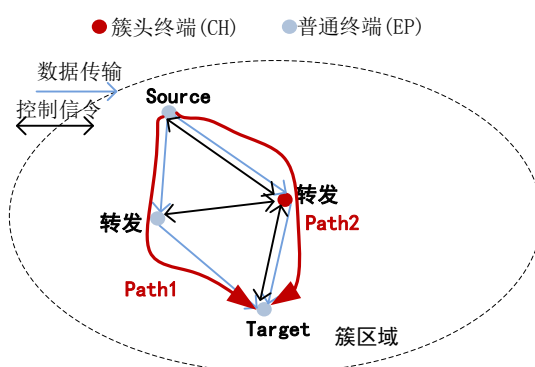 簇头终端(CH) 普通终端(EP)
数据传输
控制信令
Source
转发
转发
Path2
Path1
Target
簇区域